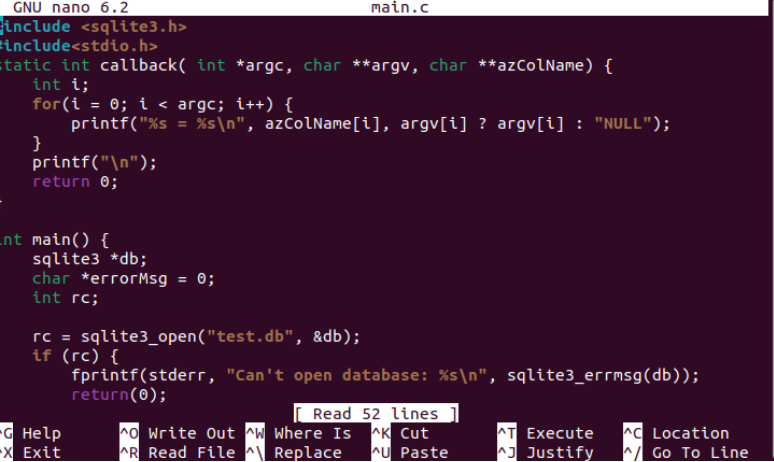 GNU nano 6.2 main.c
#include <sqlite3.h>
#include<stdio.h>
static int callback( int *argc, char **argv, char **azColName) {
    int i;
    for(i = 0; i < argc; i++) {
        printf("%s = %s\n", azColName[i], argv[i] ? argv[i] : "NULL");
    }
    printf("\n");
    return 0;
}
int main() {
    sqlite3 *db;
    char *errorMsg = 0;
    int rc;
    rc = sqlite3_open("test.db", &db);
    if (rc) {
        fprintf(stderr, "Can't open database: %s\n", sqlite3_errmsg(db));
        return(0);
[ Read 52 lines ]
^G Help ^O Write Out ^W Where Is ^K Cut ^T Execute ^C Location
^X Exit ^R Read File ^\ Replace ^U Paste ^J Justify ^/ Go To Line